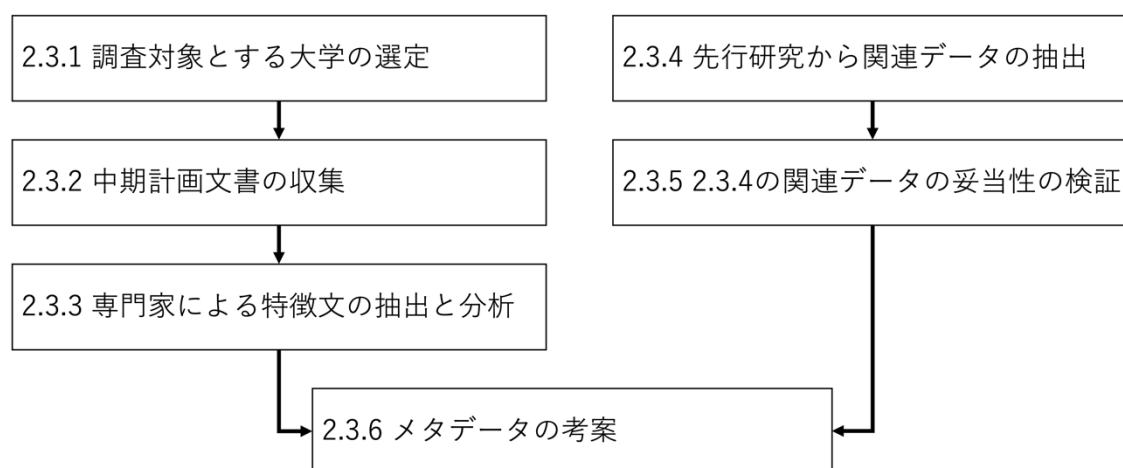 2.3.1 調査対象とする大学の選定
2.3.2 中期計画文書の収集
2.3.3 専門家による特徴文の抽出と分析
2.3.4 先行研究から関連データの抽出
2.3.5 2.3.4の関連データの妥当性の検証
2.3.6 メタデータの考案